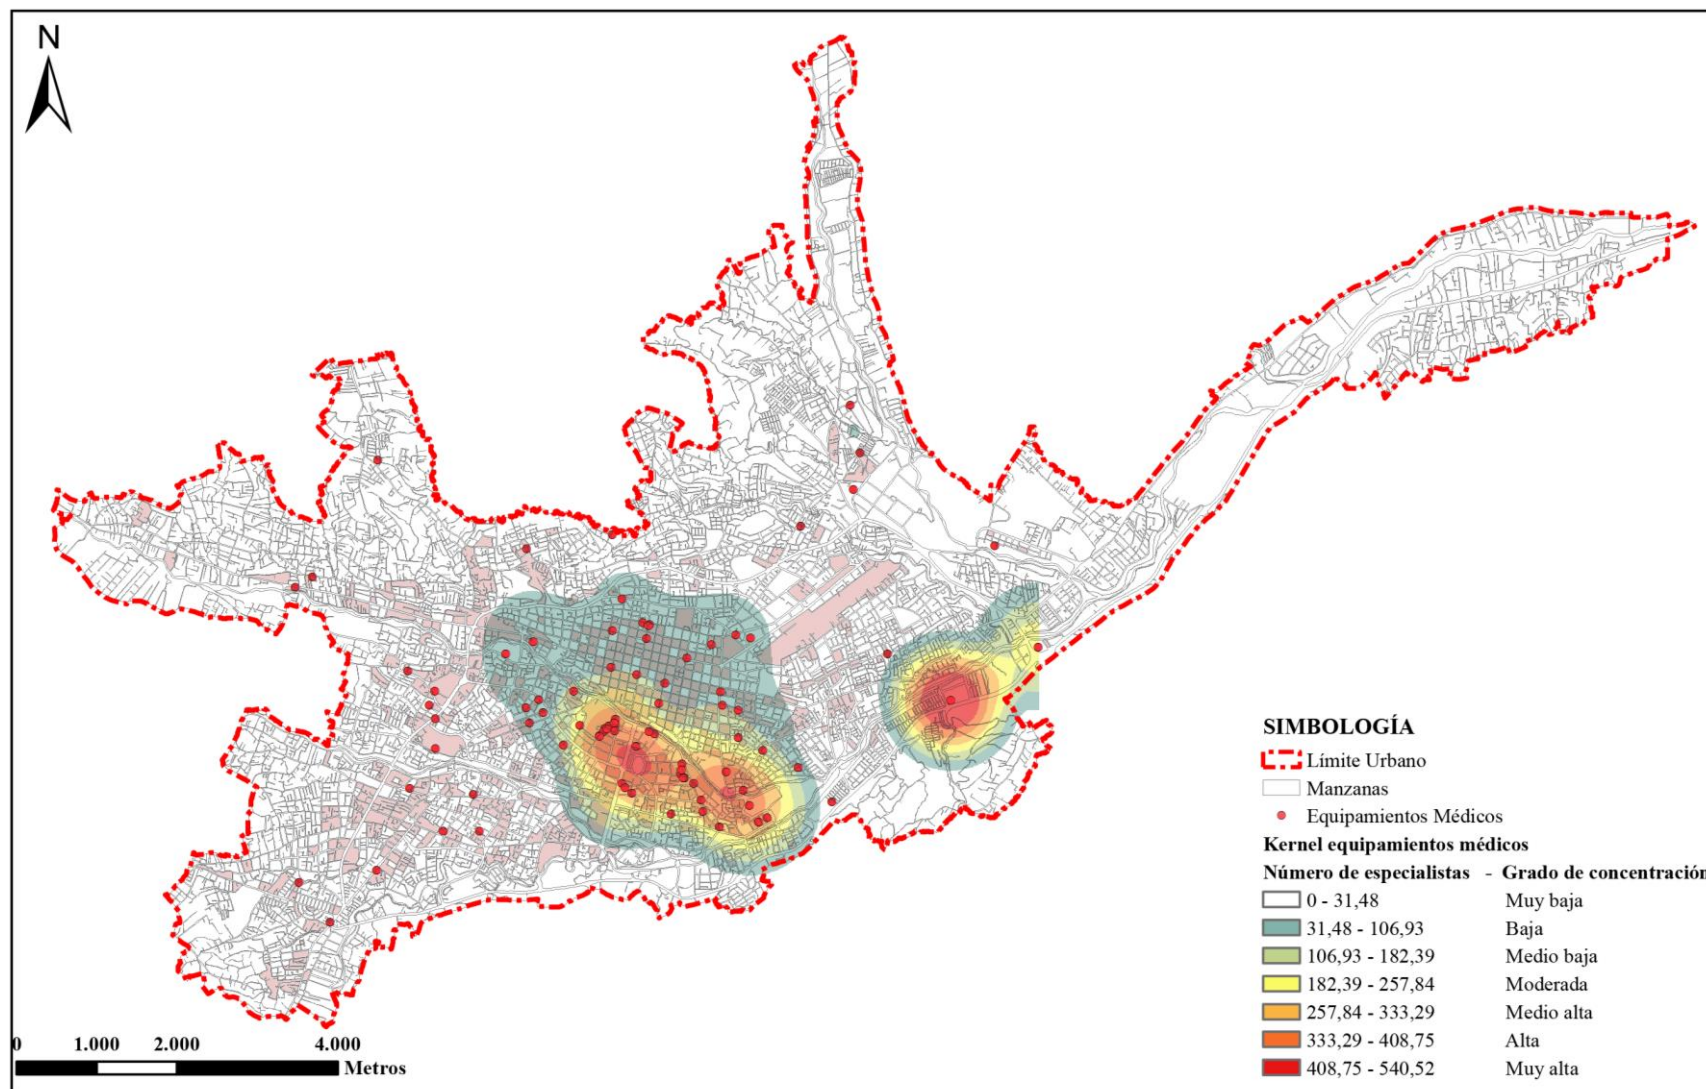 N
SIMBOLOGÍA
Límite Urbano
Manzanas
Equipamientos Médicos
Kernel equipamientos médicos
Número de especialistas - Grado de concentración
0 - 31,48 Muy baja
31,48 - 106,93 Baja
106,93 - 182,39 Medio baja
182,39 - 257,84 Moderada
257,84 - 333,29 Medio alta
333,29 - 408,75 Alta
408,75 - 540,52 Muy alta
0 1.000 2.000 4.000
Metros